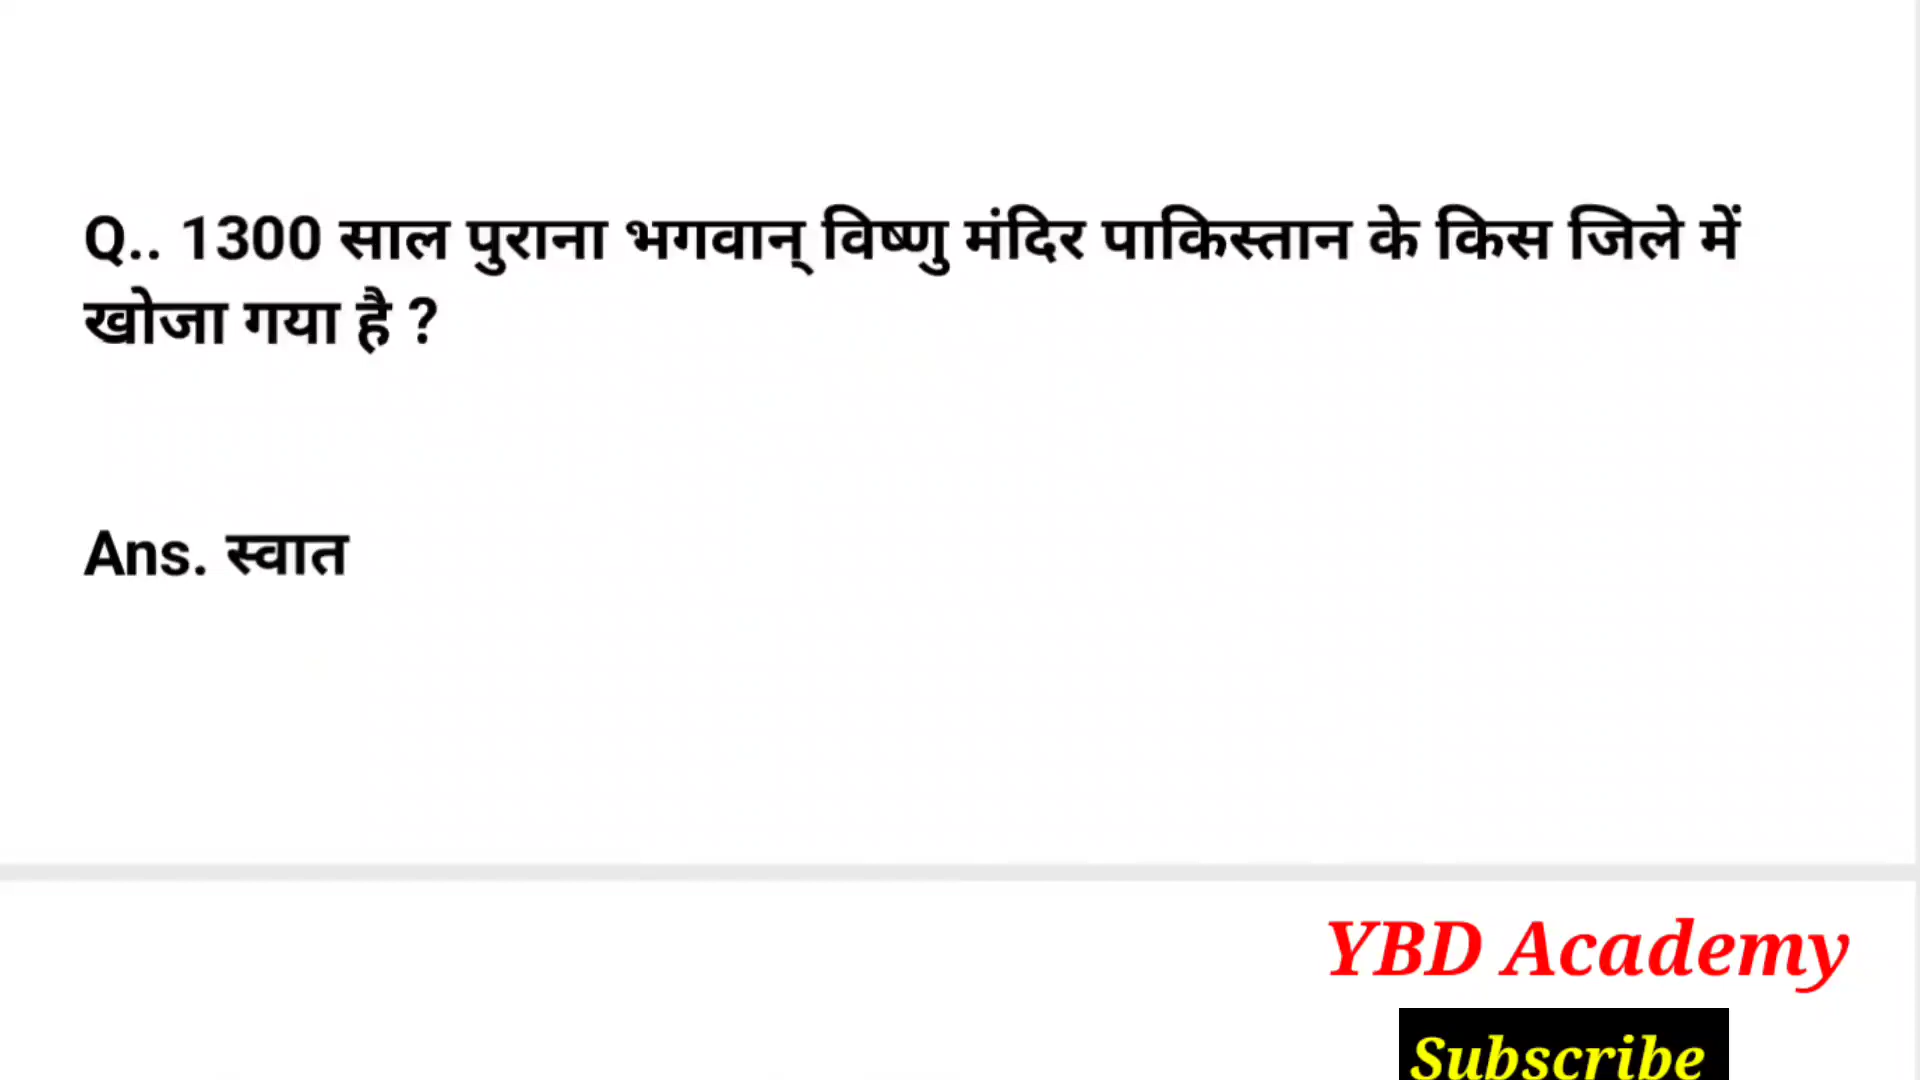 Q.. 1300 साल पुराना भगवान् विष्णु मंदिर पाकिस्तान के किस जिले में
खोजा गया है ?
Ans. स्वात
YBD Academy
Subscribe